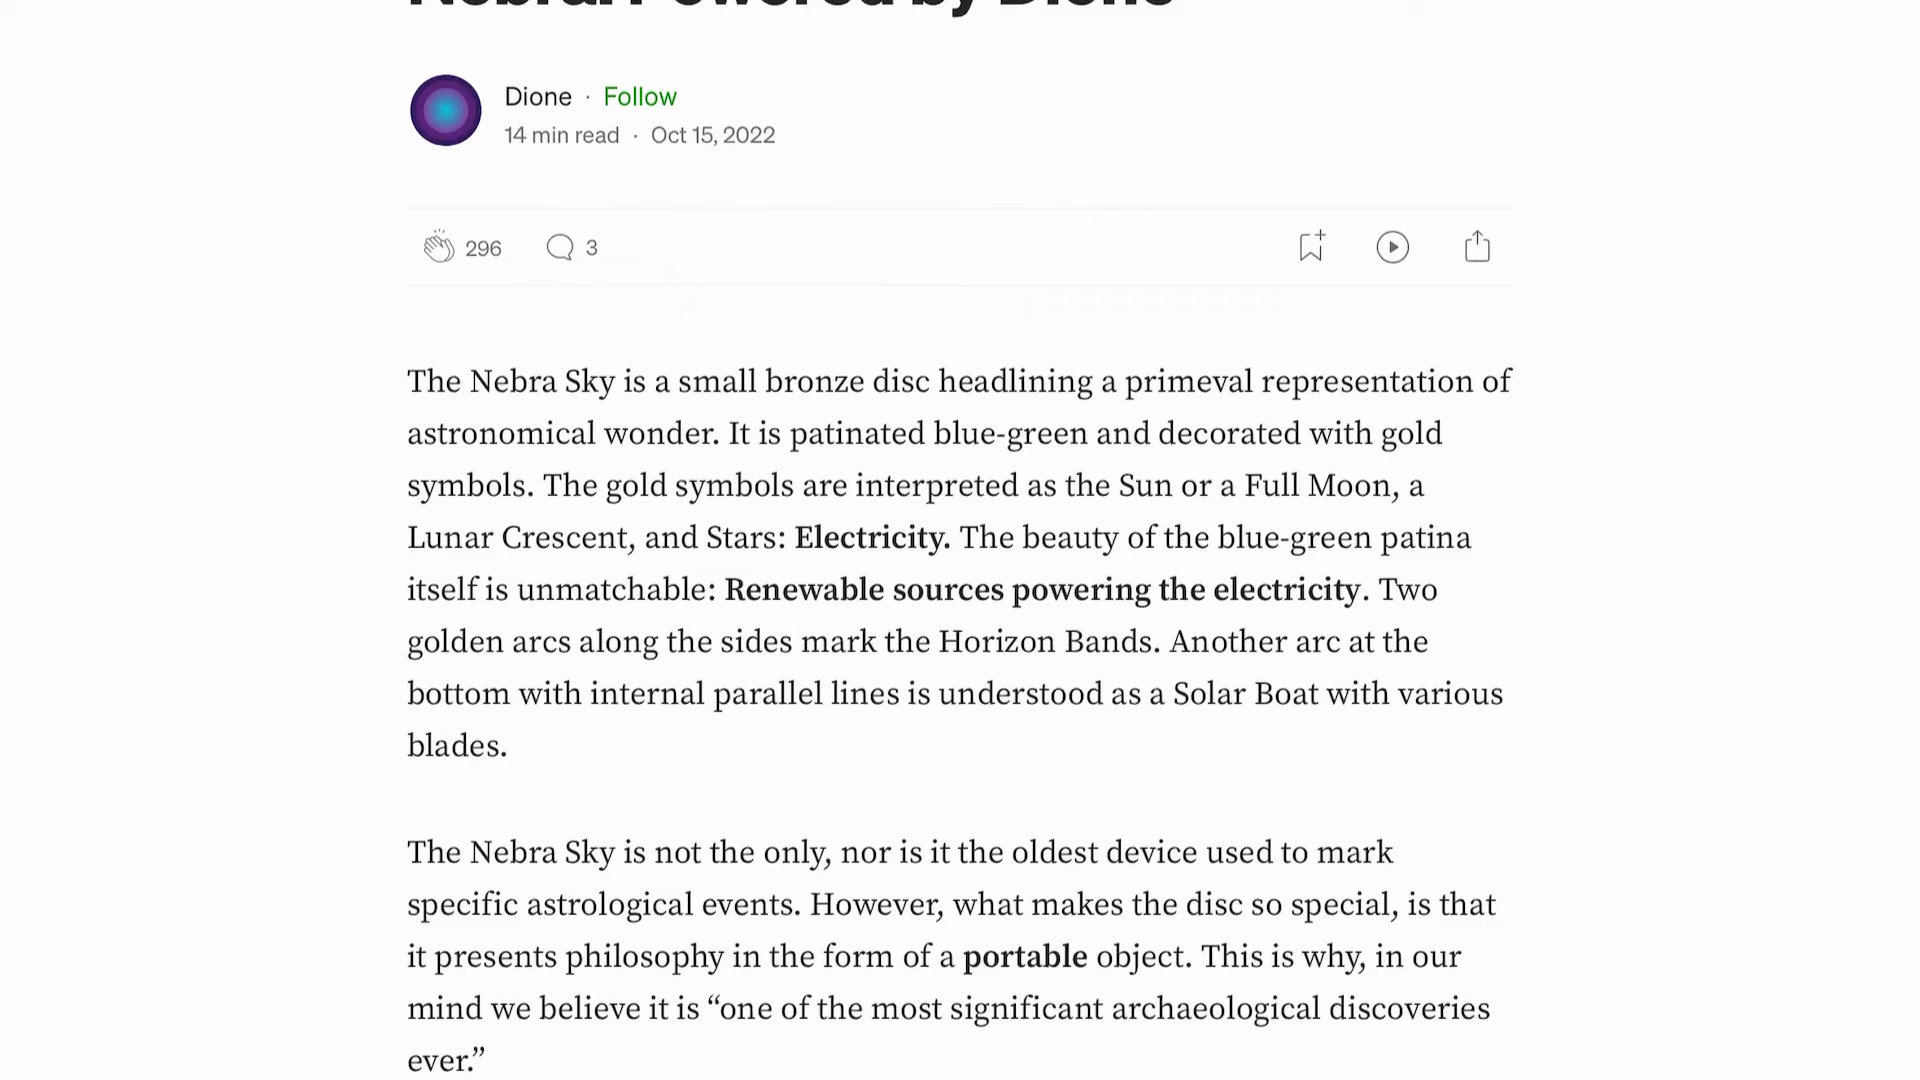 Nebra: Powered by Dione
Dione · Follow
14 min read · Oct 15, 2022
296 3
The Nebra Sky is a small bronze disc headlining a primeval representation of
astronomical wonder. It is patinated blue-green and decorated with gold
symbols. The gold symbols are interpreted as the Sun or a Full Moon, a
Lunar Crescent, and Stars: Electricity. The beauty of the blue-green patina
itself is unmatchable: Renewable sources powering the electricity. Two
golden arcs along the sides mark the Horizon Bands. Another arc at the
bottom with internal parallel lines is understood as a Solar Boat with various
blades.
The Nebra Sky is not the only, nor is it the oldest device used to mark
specific astrological events. However, what makes the disc so special, is that
it presents philosophy in the form of a portable object. This is why, in our
mind we believe it is “one of the most significant archaeological discoveries
ever.”